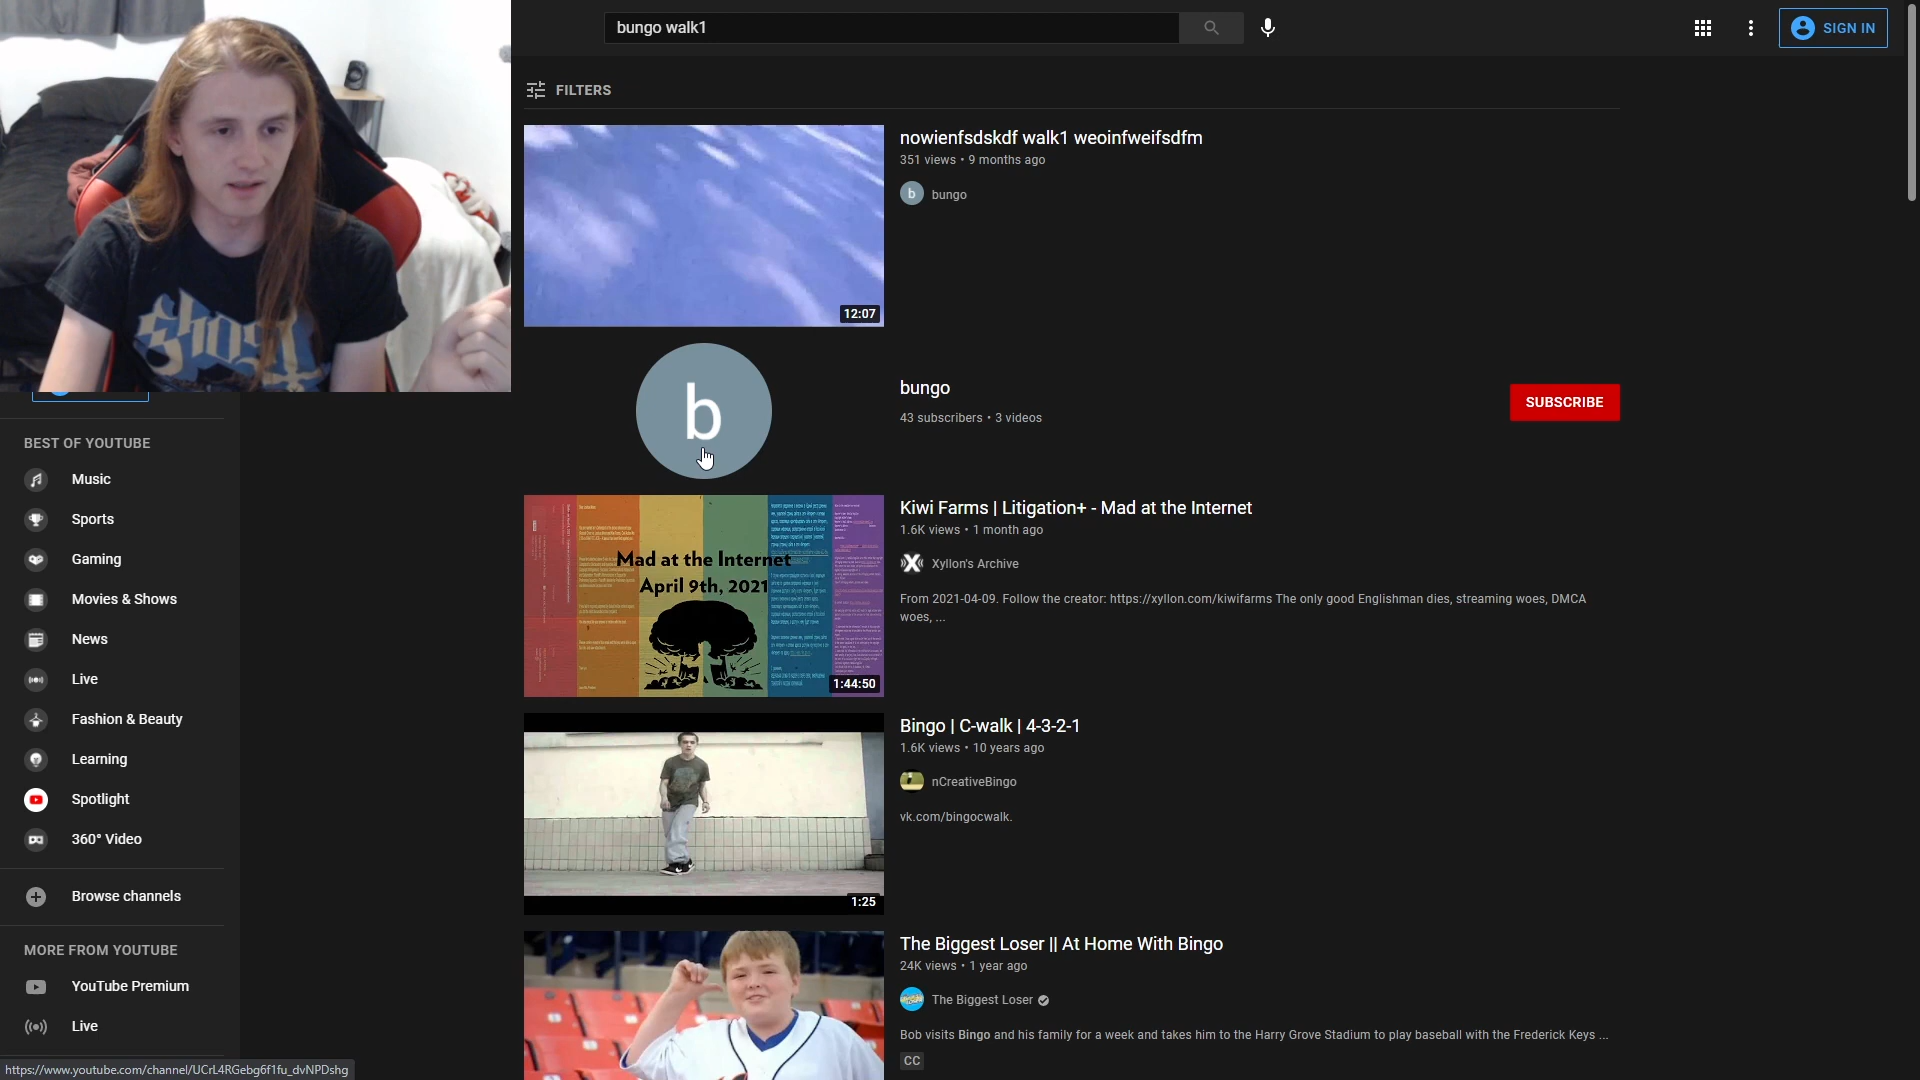 bungo walk1
SIGN IN
FILTERS
nowienfsdskdf walk1 weoinfweifsdfm
351 views • 9 months ago
b
bungo
12:07
Ghost
b
bungo
43 subscribers • 3 videos
SUBSCRIBE
BEST OF YOUTUBE
Music
Sports
Gaming
Movies & Shows
News
Live
Fashion & Beauty
Learning
Spotlight
360° Video
Browse channels
MORE FROM YOUTUBE
YouTube Premium
Live
Mad at the Internet
April 9th, 2021
1:44:50
Kiwi Farms | Litigation+ - Mad at the Internet
1.6K views • 1 month ago
Xyllon's Archive
From 2021-04-09. Follow the creator: https://xyllon.com/kiwifarms The only good Englishman dies, streaming woes, DMCA
woes, ...
1:25
Bingo | C-walk | 4-3-2-1
1.6K views • 10 years ago
nCreativeBingo
vk.com/bingocwalk.
The Biggest Loser || At Home With Bingo
24K views • 1 year ago
The Biggest Loser
Bob visits Bingo and his family for a week and takes him to the Harry Grove Stadium to play baseball with the Frederick Keys ...
CC
https://www.youtube.com/channel/UCrL4RGebg6f1fu_dvNPDshg